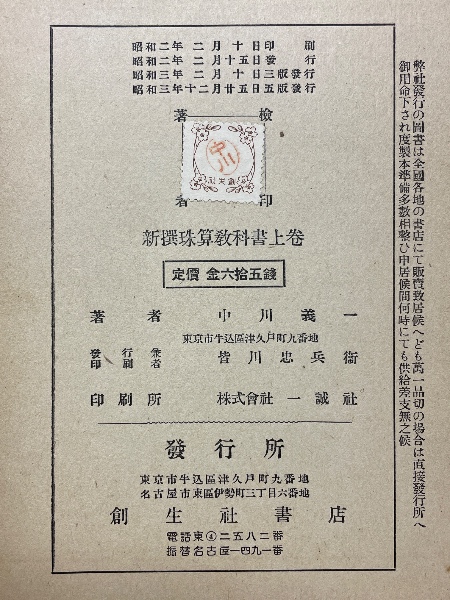 弊社發行の圖書は全國各地の書店にて販賣致居候へども萬一品切の場合は直接發行所へ
御用命下され度製本準備多數相整ひ申居候間何時にても供給差支無之候
昭和二年二月十日印刷
昭和二年二月十五日發行
昭和三年二月十日三版發行
昭和三年十二月廿五日五版發行
著檢
中川
創生社
者印
新撰珠算敎科書上卷
定價 金六拾五錢
著者 中川義一
東京市牛込區津久戶町九番地
發行兼印刷者 皆川忠兵衞
印刷所 株式會社一誠社
發行所
東京市牛込區津久戶町九番地
名古屋市東區伊勢町三丁目六番地
創生社書店
電話東④二五八二番
振替名古屋一四九一番